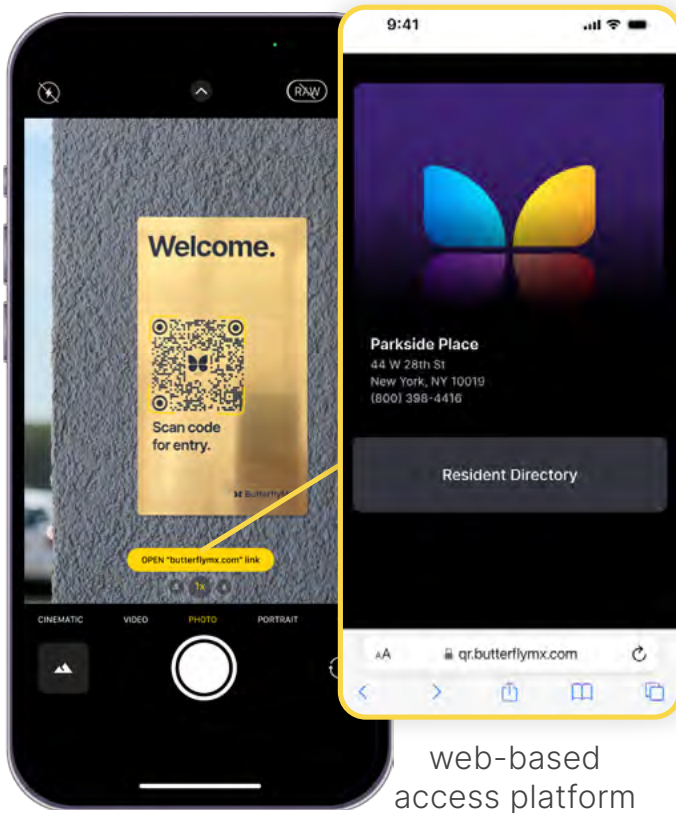 RAW
Welcome.
Scan code
for entry.
OPEN "butterflymx.com" link
1x
CINEMATIC
VIDEO
PHOTO
PORTRAIT
9:41
Parkside Place
44 W 28th St
New York, NY 10019
(800) 398-4416
Resident Directory
AA
qr.butterflymx.com
web-based
access platform